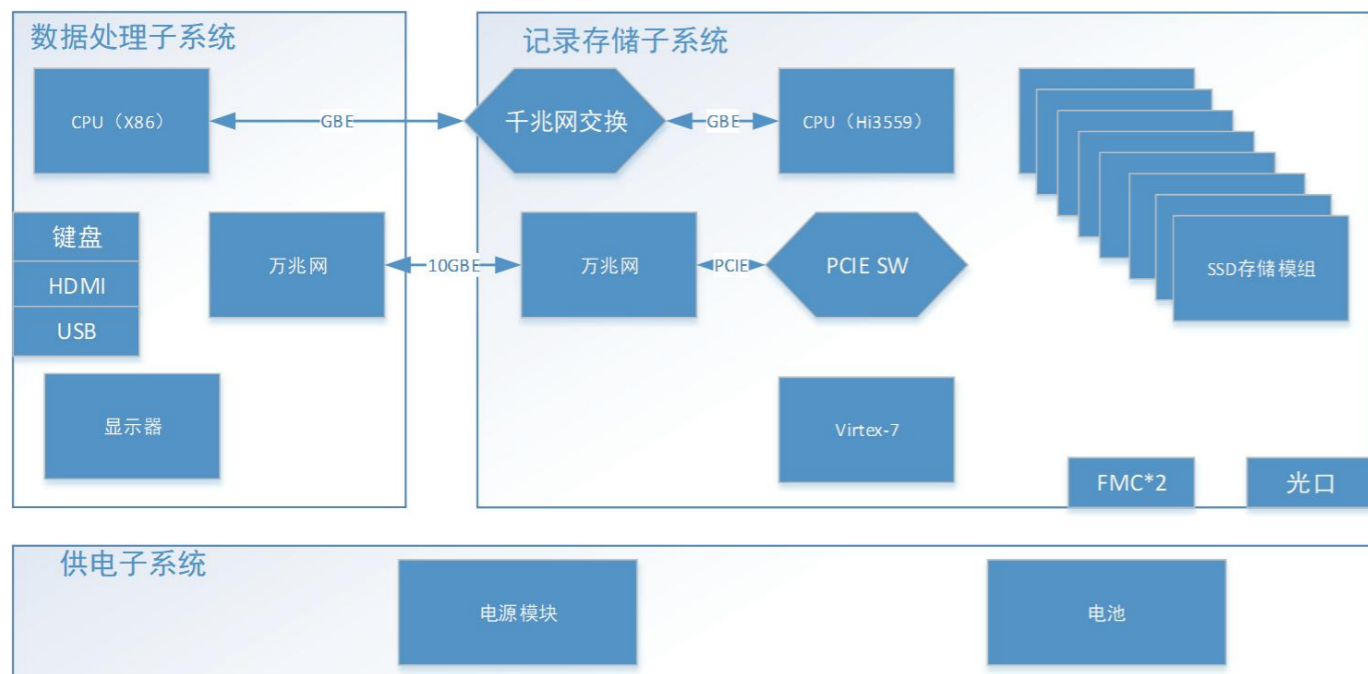 数据处理子系统
记录存储子系统
CPU（X86）
GBE
千兆网交换
GBE
CPU（Hi3559）
键盘
HDMI
USB
万兆网
10GBE
万兆网
PCIE
PCIE SW
SSD存储模组
显示器
Virtex-7
FMC*2
光口
供电子系统
电源模块
电池